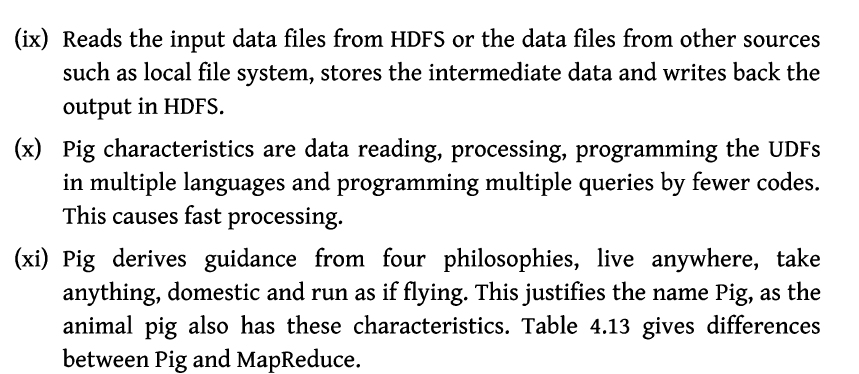 (ix) Reads the input data files from HDFS or the data files from other sources
such as local file system, stores the intermediate data and writes back the
output in HDFS.
(x) Pig characteristics are data reading, processing, programming the UDFs
in multiple languages and programming multiple queries by fewer codes.
This causes fast processing.
(xi) Pig derives guidance from four philosophies, live anywhere, take
anything, domestic and run as if flying. This justifies the name Pig, as the
animal pig also has these characteristics. Table 4.13 gives differences
between Pig and MapReduce.